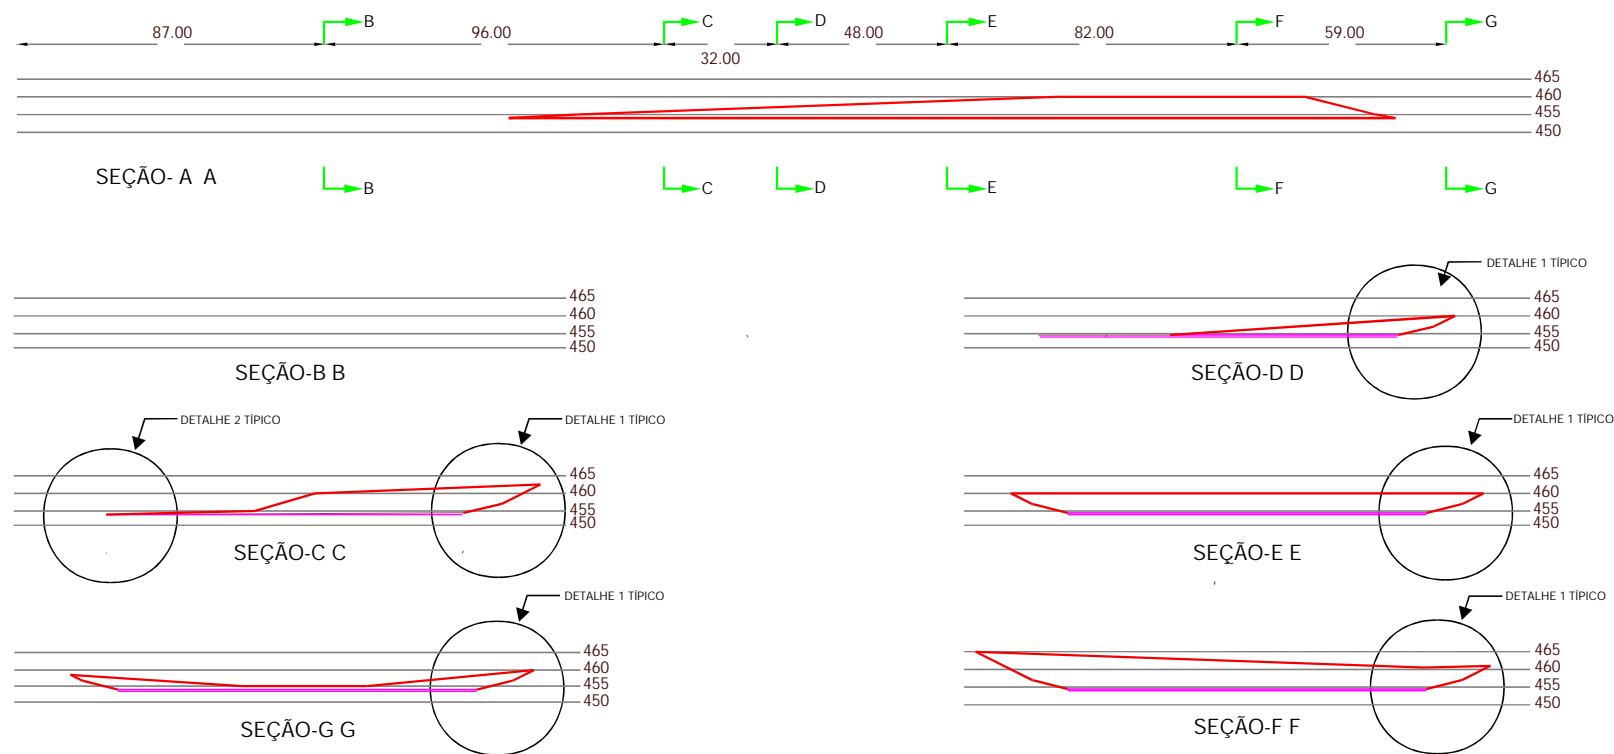 B C D E F G
87.00 96.00 48.00 82.00 59.00
32.00
465
460
455
450
SEÇÃO- A A
B C D E F G
DETALHE 1 TÍPICO
465
460
455
450
SEÇÃO-B B
465
460
455
450
SEÇÃO-D D
DETALHE 2 TÍPICO
DETALHE 1 TÍPICO
465
460
455
450
SEÇÃO-C C
DETALHE 1 TÍPICO
465
460
455
450
SEÇÃO-E E
DETALHE 1 TÍPICO
465
460
455
450
SEÇÃO-G G
DETALHE 1 TÍPICO
465
460
455
450
SEÇÃO-F F